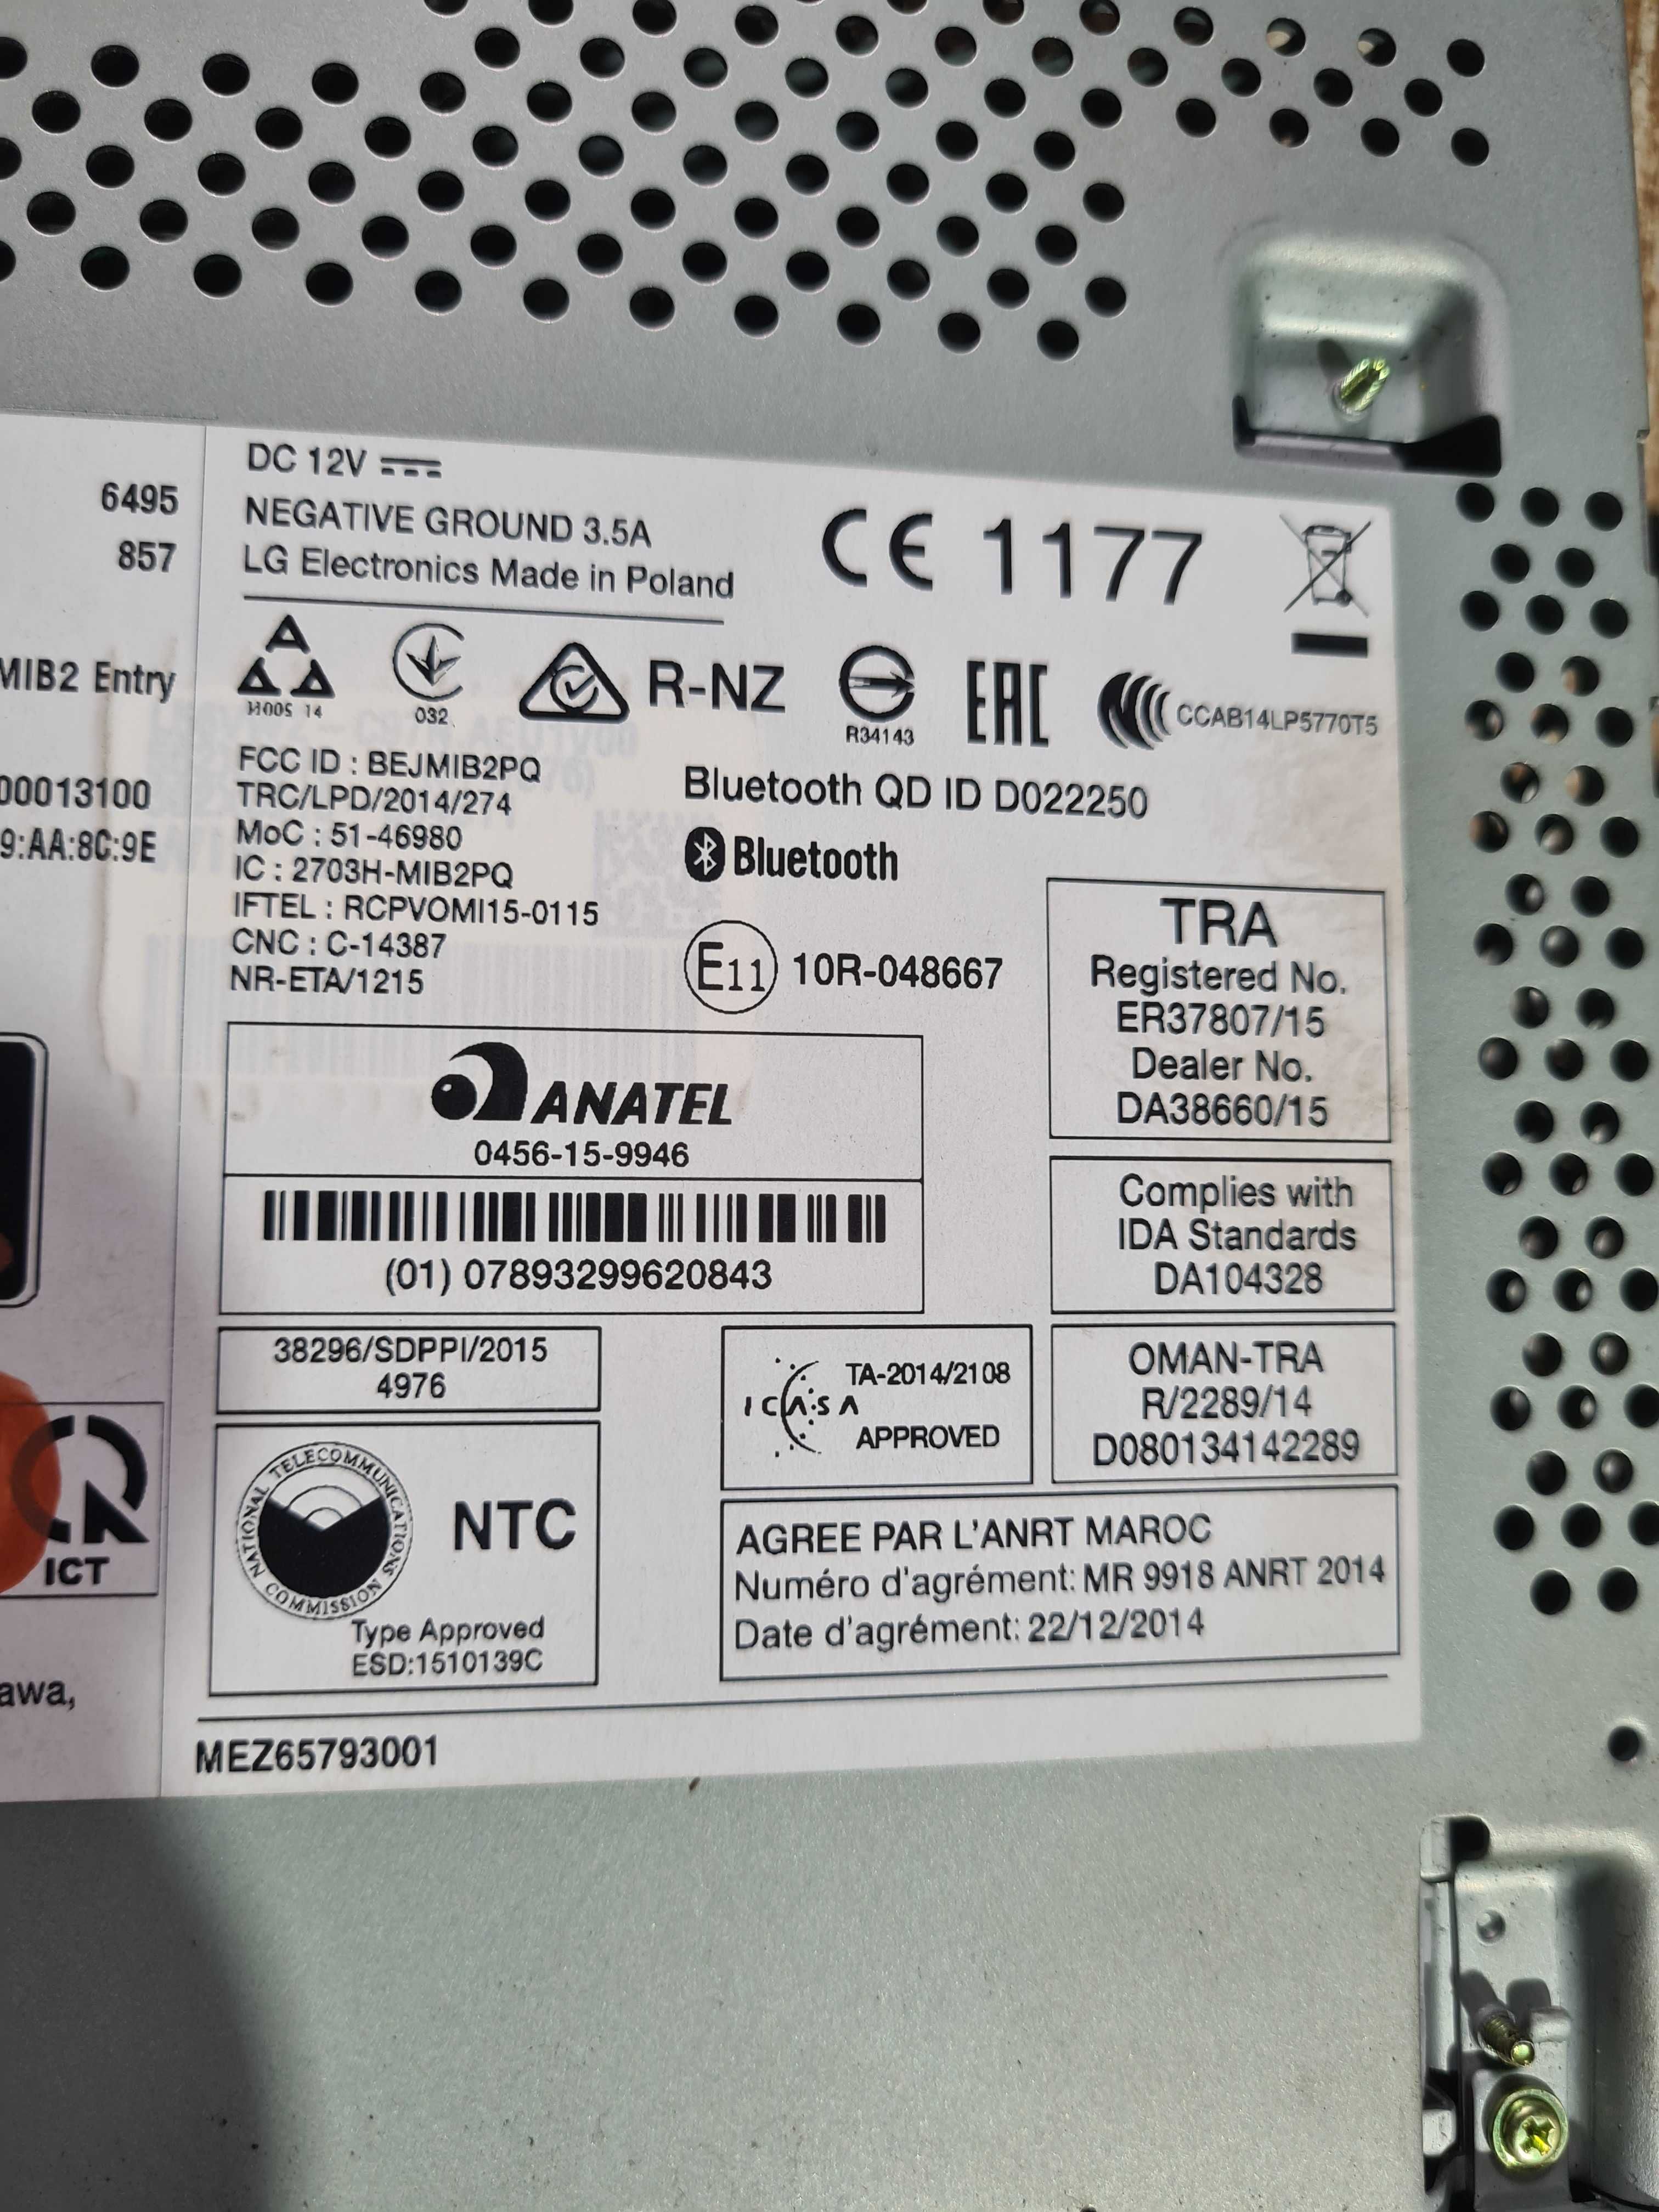 6495
857
MIB2 Entry
00013100
9:AA:8C:9E
ICT
awa,
DC 12V
NEGATIVE GROUND 3.5A
LG Electronics Made in Poland
CE 1177
H005 14
032
R-NZ
R34143
EAC
CCAB14LP5770T5
FCC ID : BEJMIB2PQ
TRC/LPD/2014/274
MoC : 51-46980
IC : 2703H-MIB2PQ
IFTEL : RCPVOMI15-0115
CNC : C-14387
NR-ETA/1215
Bluetooth QD ID D022250
Bluetooth
E11 10R-048667
TRA
Registered No.
ER37807/15
Dealer No.
DA38660/15
ANATEL
0456-15-9946
(01) 07893299620843
Complies with
IDA Standards
DA104328
38296/SDPPI/2015
4976
ICASA
TA-2014/2108
APPROVED
OMAN-TRA
R/2289/14
D080134142289
NATIONAL TELECOMMUNICATIONS COMMISSION
NTC
Type Approved
ESD:1510139C
AGREE PAR L'ANRT MAROC
Numéro d'agrément: MR 9918 ANRT 2014
Date d'agrément: 22/12/2014
MEZ65793001